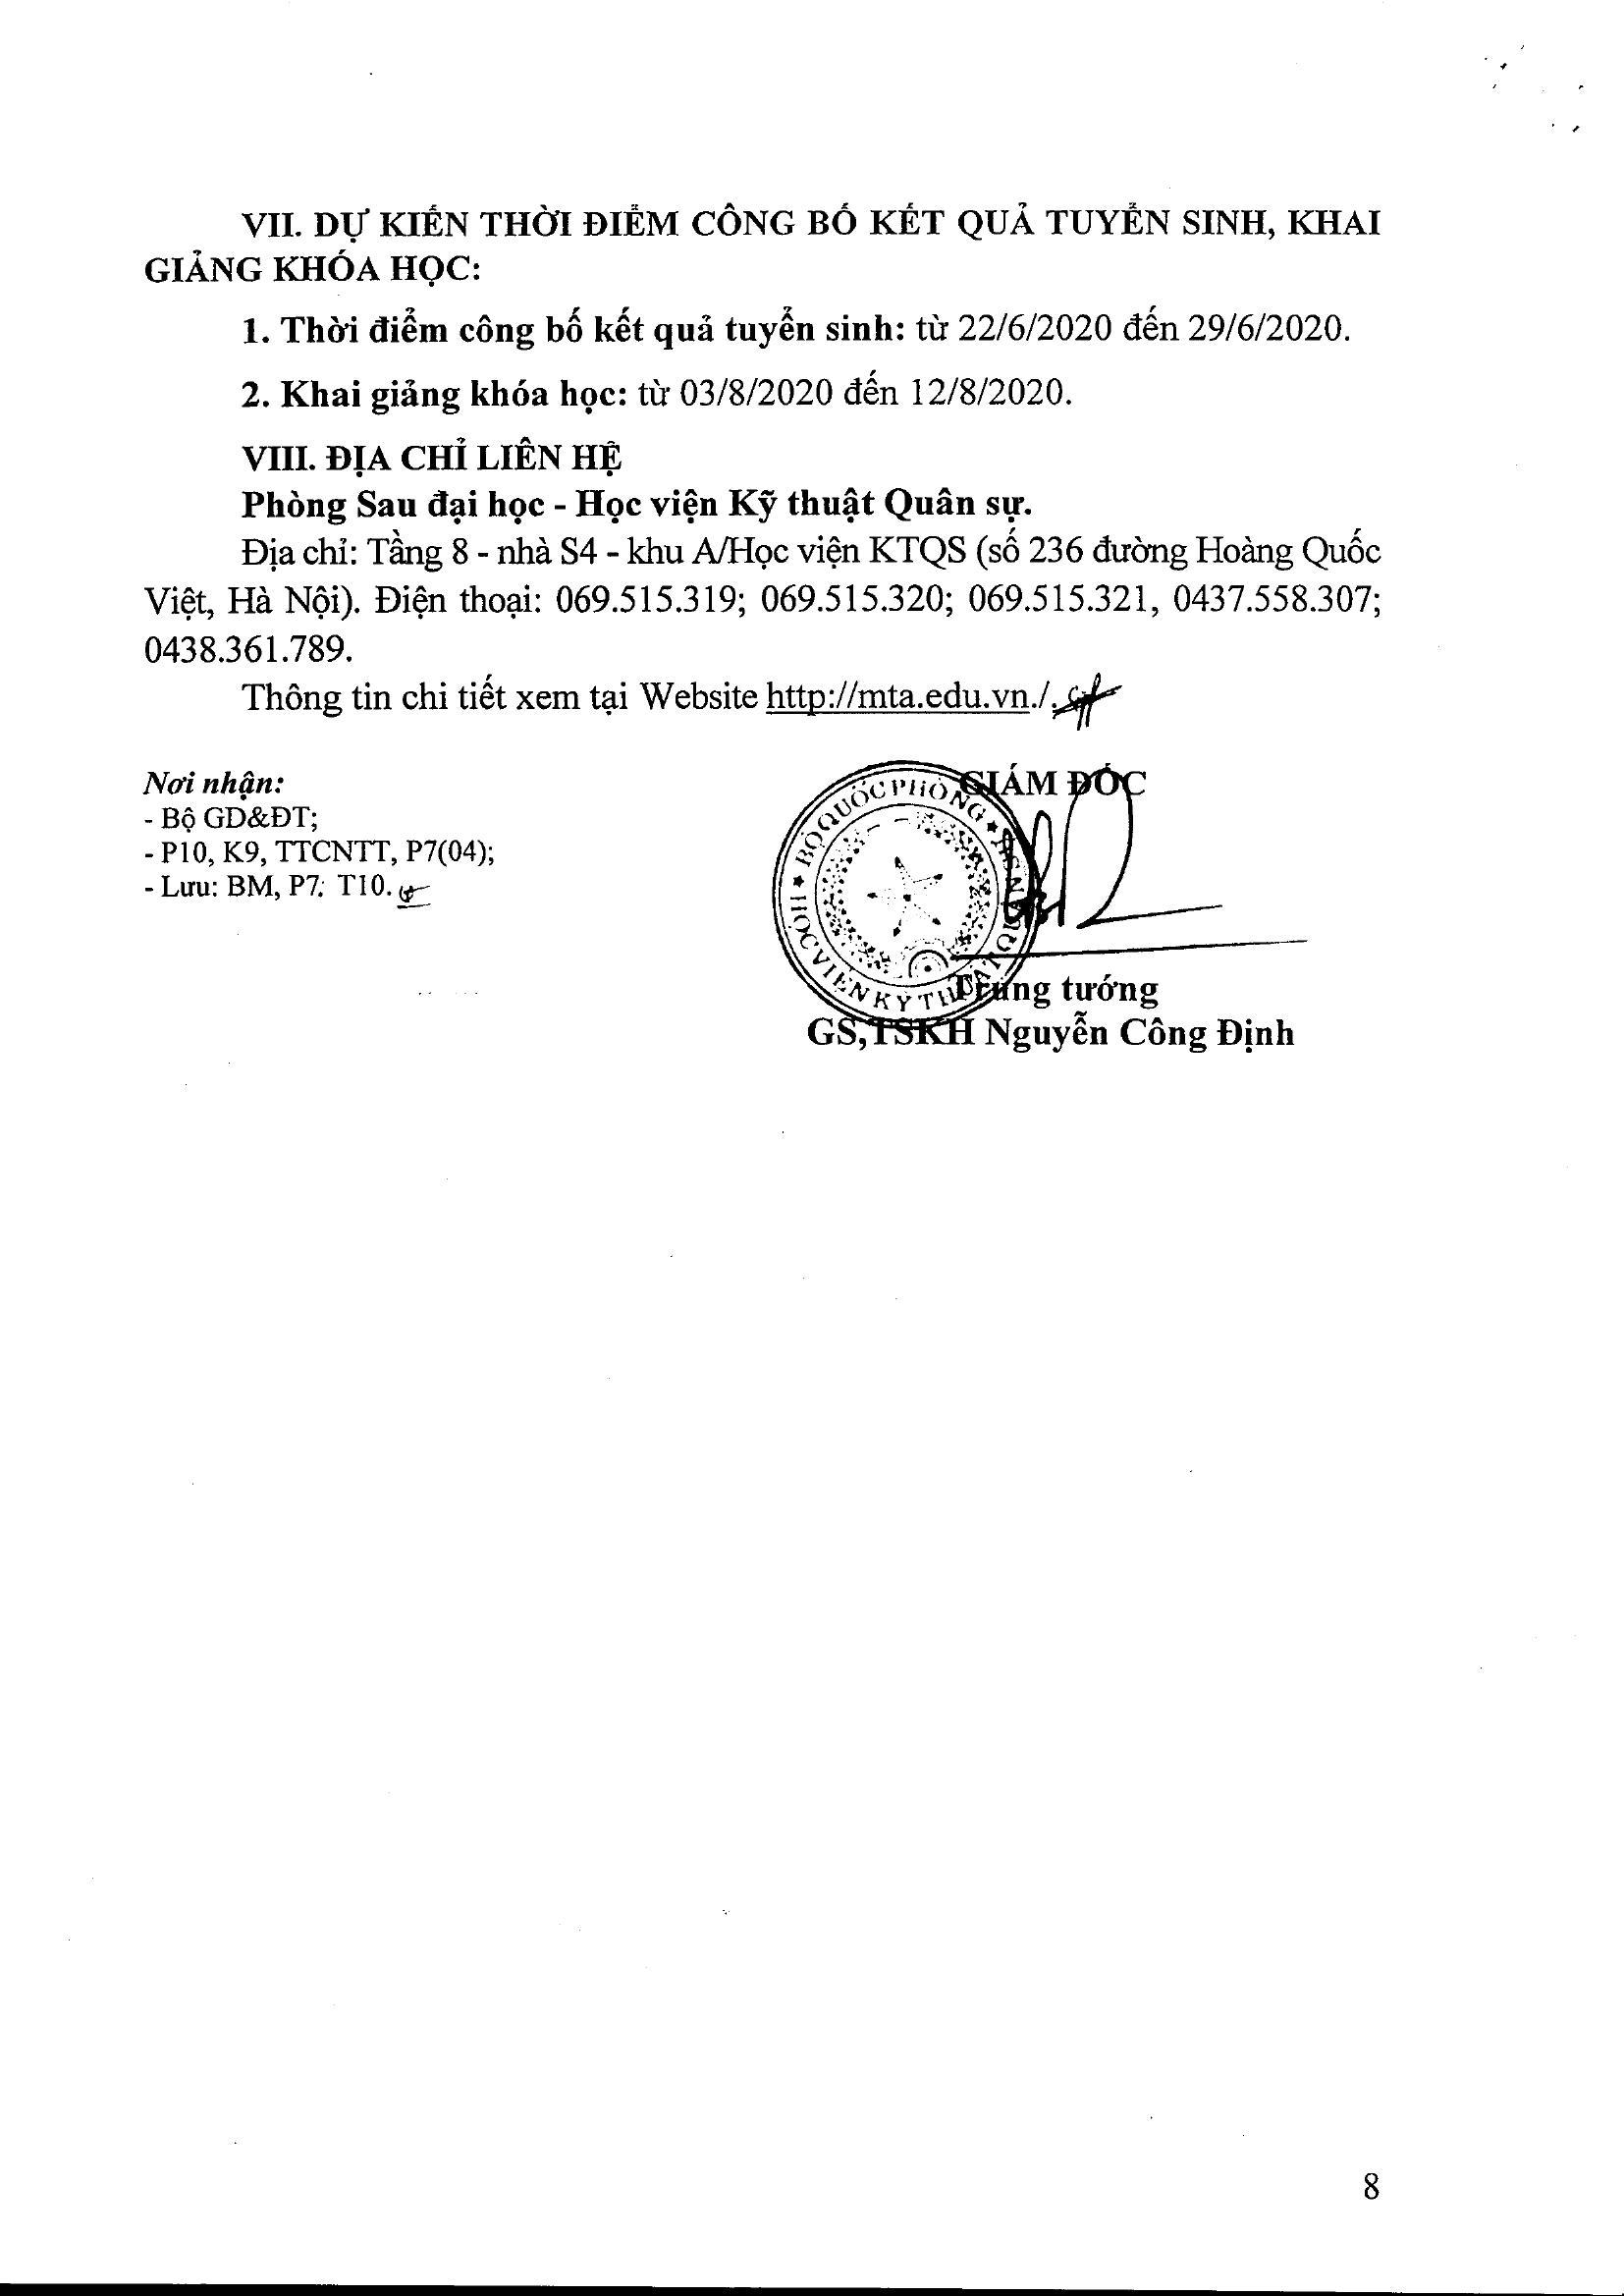 VII. DỰ KIẾN THỜI ĐIỂM CÔNG BỐ KẾT QUẢ TUYỂN SINH, KHAI
GIẢNG KHÓA HỌC:
1. Thời điểm công bố kết quả tuyển sinh: từ 22/6/2020 đến 29/6/2020.
2. Khai giảng khóa học: từ 03/8/2020 đến 12/8/2020.
VIII. ĐỊA CHỈ LIÊN HỆ
Phòng Sau đại học - Học viện Kỹ thuật Quân sự.
Địa chỉ: Tầng 8 - nhà S4 - khu A/Học viện KTQS (số 236 đường Hoàng Quốc
Việt, Hà Nội). Điện thoại: 069.515.319; 069.515.320; 069.515.321, 0437.558.307;
0438.361.789.
Thông tin chi tiết xem tại Website http://mta.edu.vn./.
Nơi nhận:
- Bộ GD&ĐT;
- P10, K9, TTCNTT, P7(04);
- Lưu: BM, P7; T10.
GIÁM ĐỐC
BỘ QUỐC PHÒNG
HỌC VIỆN KỸ THUẬT
Trung tướng
GS,TSKH Nguyễn Công Định
8